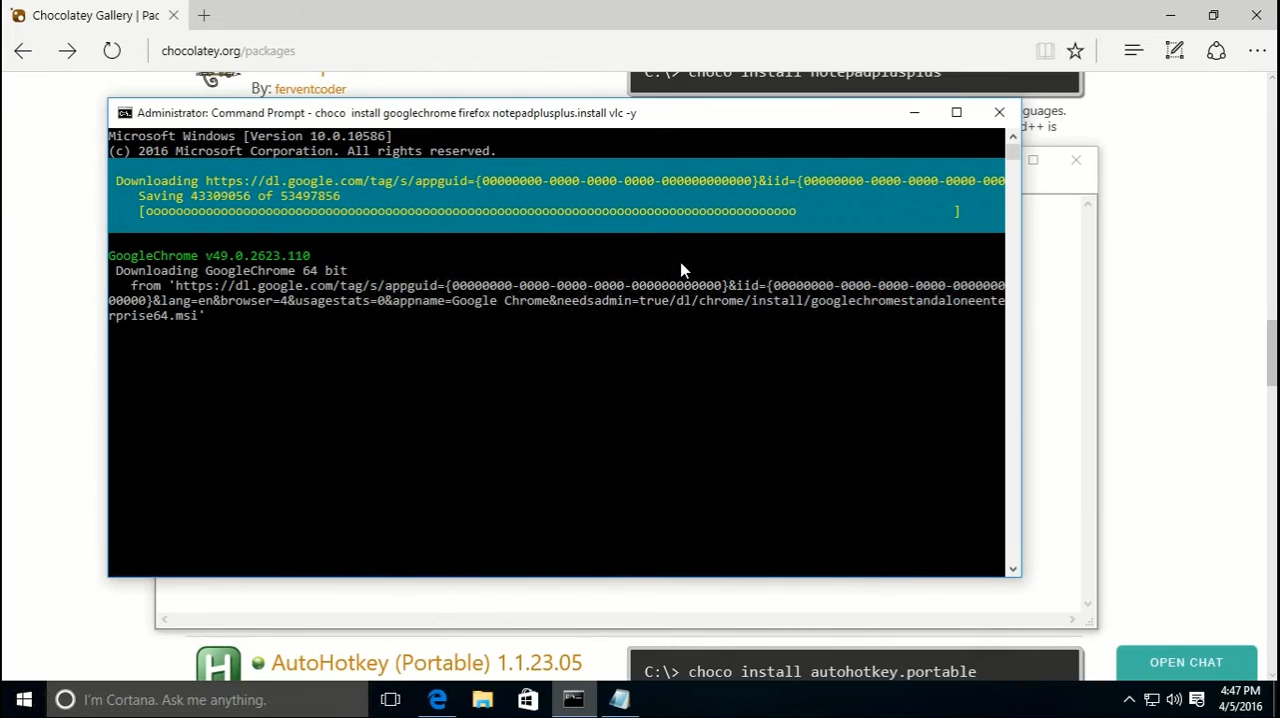 Chocolatey Gallery | Pac
chocolatey.org/packages
By: ferventcoder
C:\> choco install notepadplusplus
guages.
d++ is
Administrator: Command Prompt - choco  install googlechrome firefox notepadplusplus.install vlc -y
Microsoft Windows [Version 10.0.10586]
(c) 2016 Microsoft Corporation. All rights reserved.
Downloading https://dl.google.com/tag/s/appguid={00000000-0000-0000-0000-000000000000}&iid={00000000-0000-0000-0000-000
Saving 43309056 of 53497856
[ooooooooooooooooooooooooooooooooooooooooooooooooooooooooooooooooooooooooooooooooooooooo                     ]
GoogleChrome v49.0.2623.110
Downloading GoogleChrome 64 bit
from 'https://dl.google.com/tag/s/appguid={00000000-0000-0000-0000-000000000000}&iid={00000000-0000-0000-0000-0000000
00000}&lang=en&browser=4&usagestats=0&appname=Google Chrome&needsadmin=true/dl/chrome/install/googlechromestandaloneente
rprise64.msi'
H
AutoHotkey (Portable) 1.1.23.05
C:\> choco install autohotkey.portable
OPEN CHAT
I'm Cortana. Ask me anything.
4:47 PM
4/5/2016